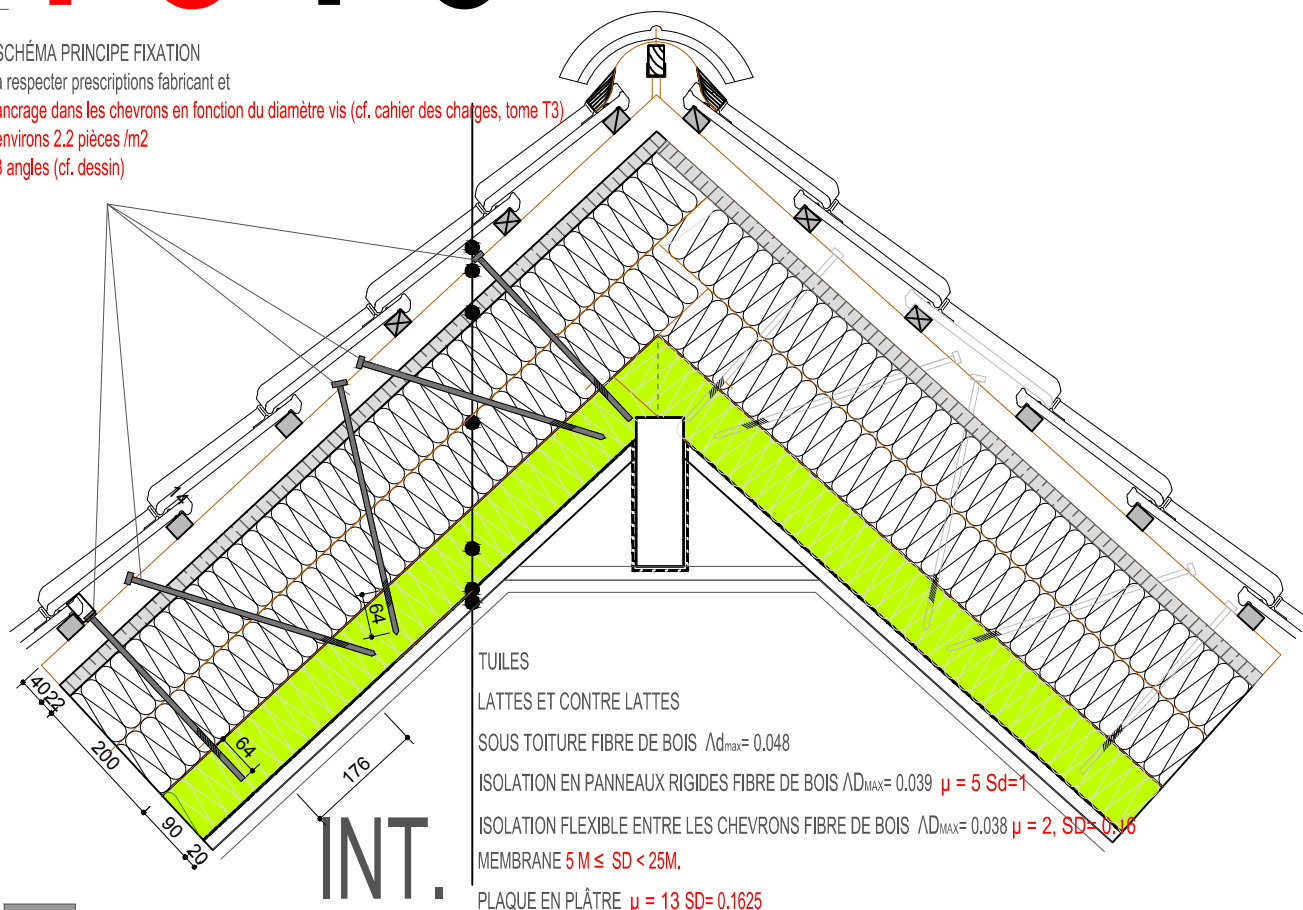 SCHÉMA PRINCIPE FIXATION
a respecter prescriptions fabricant et
ancrage dans les chevrons en fonction du diamètre vis (cf. cahier des charges, tome T3)
environs 2.2 pièces /m2
3 angles (cf. dessin)
14
64
64
4022
200
90
20
176
INT.
TUILES
LATTES ET CONTRE LATTES
SOUS TOITURE FIBRE DE BOIS Λdmax= 0.048
ISOLATION EN PANNEAUX RIGIDES FIBRE DE BOIS ΛDMAX= 0.039 µ = 5 Sd=1
ISOLATION FLEXIBLE ENTRE LES CHEVRONS FIBRE DE BOIS ΛDMAX= 0.038 µ = 2, SD= 0.16
MEMBRANE 5 M ≤ SD < 25M.
PLAQUE EN PLÂTRE µ = 13 SD= 0.1625